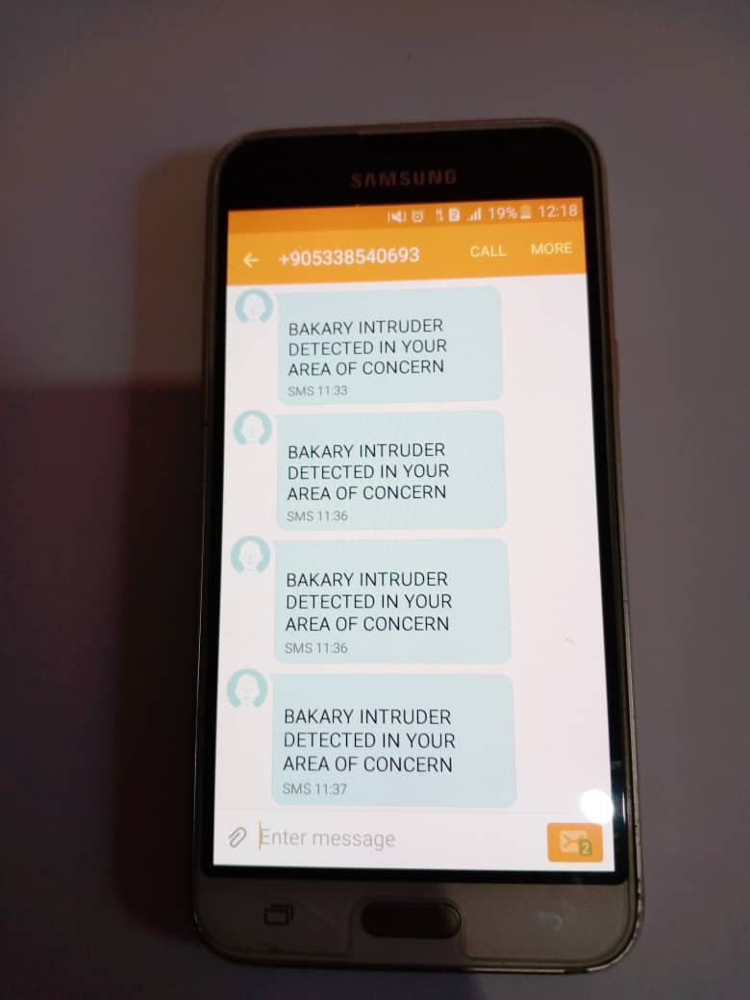 SAMSUNG
2 19% 12:18
+905338540693 CALL MORE
BAKARY INTRUDER
DETECTED IN YOUR
AREA OF CONCERN
SMS 11:33
BAKARY INTRUDER
DETECTED IN YOUR
AREA OF CONCERN
SMS 11:36
BAKARY INTRUDER
DETECTED IN YOUR
AREA OF CONCERN
SMS 11:36
BAKARY INTRUDER
DETECTED IN YOUR
AREA OF CONCERN
SMS 11:37
Enter message
2